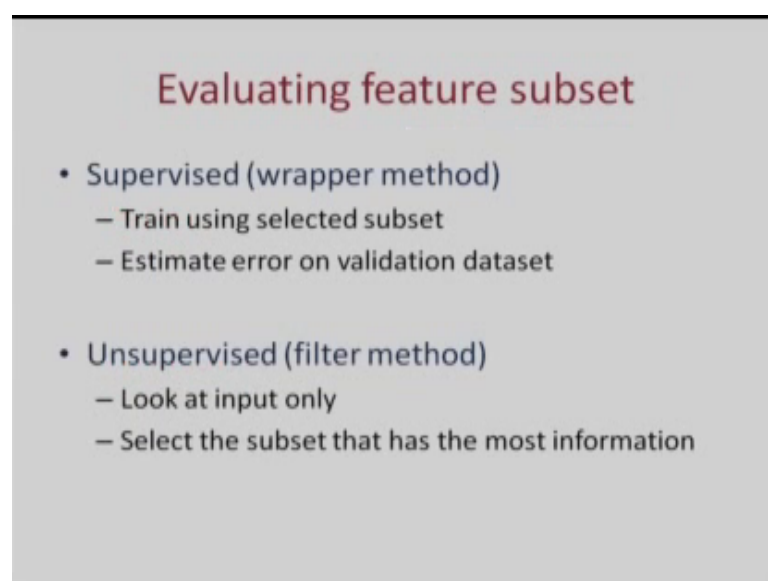 Evaluating feature subset
• Supervised (wrapper method)
– Train using selected subset
– Estimate error on validation dataset
• Unsupervised (filter method)
– Look at input only
– Select the subset that has the most information